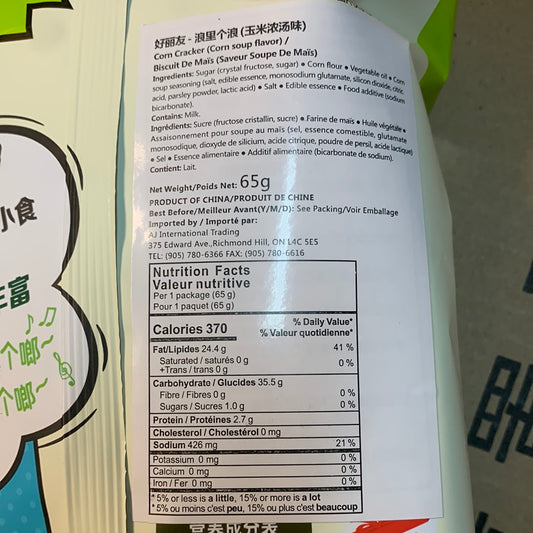 好丽友 - 浪里个浪 (玉米浓汤味)
Corn Cracker (Corn soup flavor) /
Biscuit De Maïs (Saveur Soupe De Maïs)
Ingredients: Sugar (crystal fructose, sugar) • Corn flour • Vegetable oil • Corn
soup seasoning (salt, edible essence, monosodium glutamate, silicon dioxide, citric
acid, parsley powder, lactic acid) • Salt • Edible essence • Food additive (sodium
bicarbonate).
Contains: Milk.
Ingrédients: Sucre (fructose cristallin, sucre) • Farine de maïs • Huile végétale •
Assaisonnement pour soupe au maïs (sel, essence comestible, glutamate
monosodique, dioxyde de silicium, acide citrique, poudre de persil, acide lactique)
• Sel • Essence alimentaire • Additif alimentaire (bicarbonate de sodium).
Contient: Lait.
Net Weight/Poids Net: 65g
PRODUCT OF CHINA/PRODUIT DE CHINE
Best Before/Meilleur Avant(Y/M/D): See Packing/Voir Emballage
Imported by / Importé par:
AJ International Trading
375 Edward Ave.,Richmond Hill, ON L4C 5E5
TEL: (905) 780-6366 FAX: (905) 780-6616
Nutrition Facts
Valeur nutritive
Per 1 package (65 g)
Pour 1 paquet (65 g)
Calories 370
% Daily Value*
% Valeur quotidienne*
Fat/Lipides 24.4 g 41 %
Saturated / saturés 0 g
+Trans / trans 0 g 0 %
Carbohydrate / Glucides 35.5 g
Fibre / Fibres 0 g 0 %
Sugars / Sucres 1.0 g 0 %
Protein / Protéines 2.7 g
Cholesterol / Cholestérol 0 mg
Sodium 426 mg 21 %
Potassium 0 mg 0 %
Calcium 0 mg 0 %
Iron / Fer 0 mg 0 %
* 5% or less is a little, 15% or more is a lot
* 5% ou moins c'est peu, 15% ou plus c'est beaucoup
营养成分表
小食
丰富
个啷~
个啷~